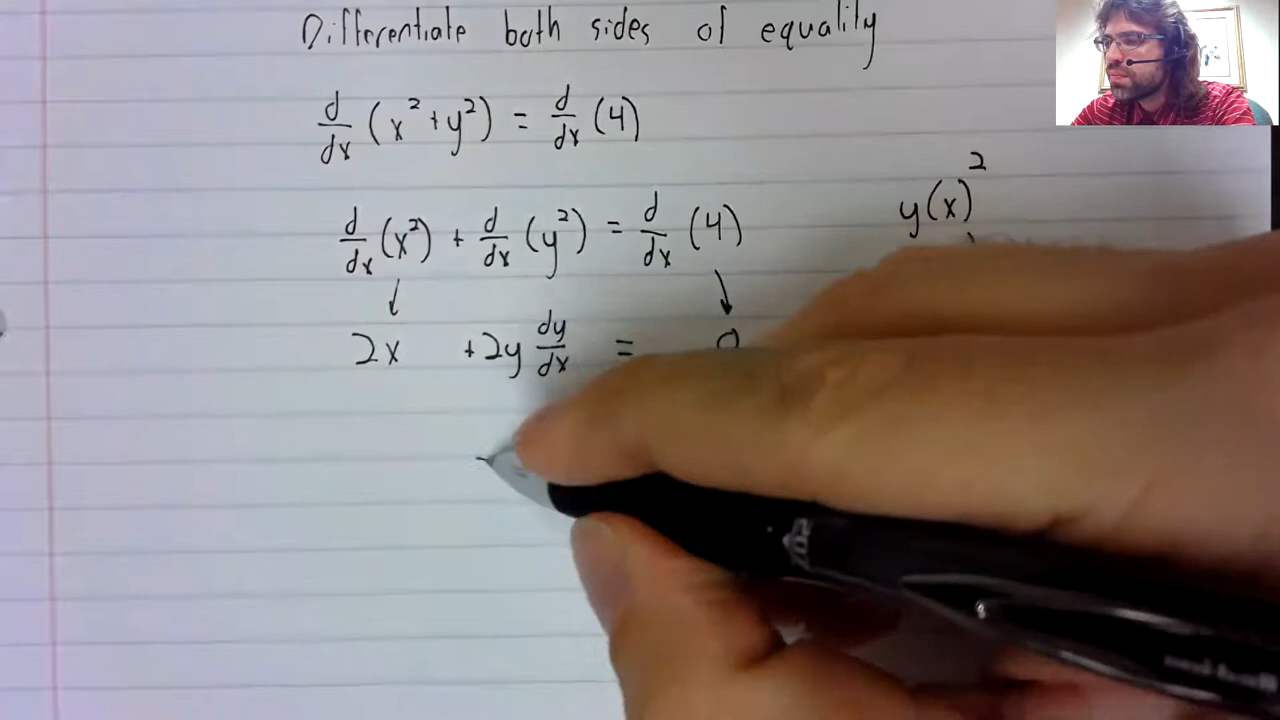 Differentiate both sides of equality
d/dx (x² + y²) = d/dx (4)
d/dx (x²) + d/dx (y²) = d/dx (4)
y(x)²
2x + 2y dy/dx = 0